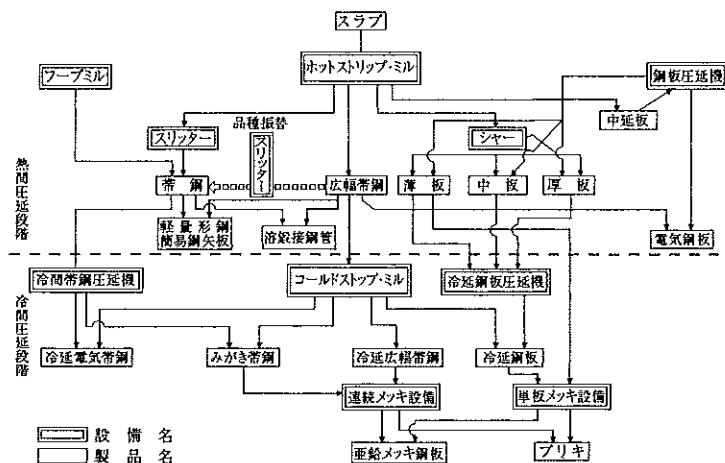 スラブ
ホットストリップ・ミル
フープミル
鋼板圧延機
中延板
スリッター
品種振替
スリッター
シャー
熱間圧延段階
帯鋼
広幅帯鋼
薄板
中板
厚板
軽量形鋼
簡易鋼矢板
溶鍛接鋼管
電気鋼板
冷間圧延段階
冷間帯鋼圧延機
コールドストップ・ミル
冷延鋼板圧延機
冷延電気帯鋼
みがき帯鋼
冷延広幅帯鋼
冷延鋼板
連続メッキ設備
単板メッキ設備
亜鉛メッキ鋼板
ブリキ
設備名
製品名